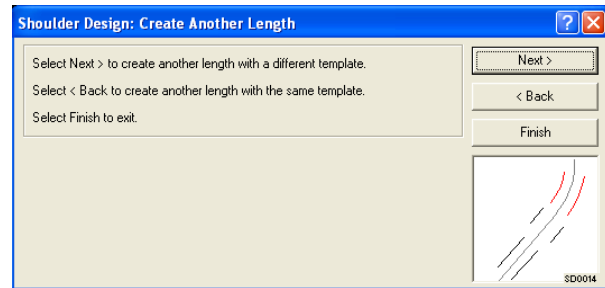 Shoulder Design: Create Another Length
Select Next > to create another length with a different template.
Select < Back to create another length with the same template.
Select Finish to exit.
Next >
< Back
Finish
SD0014